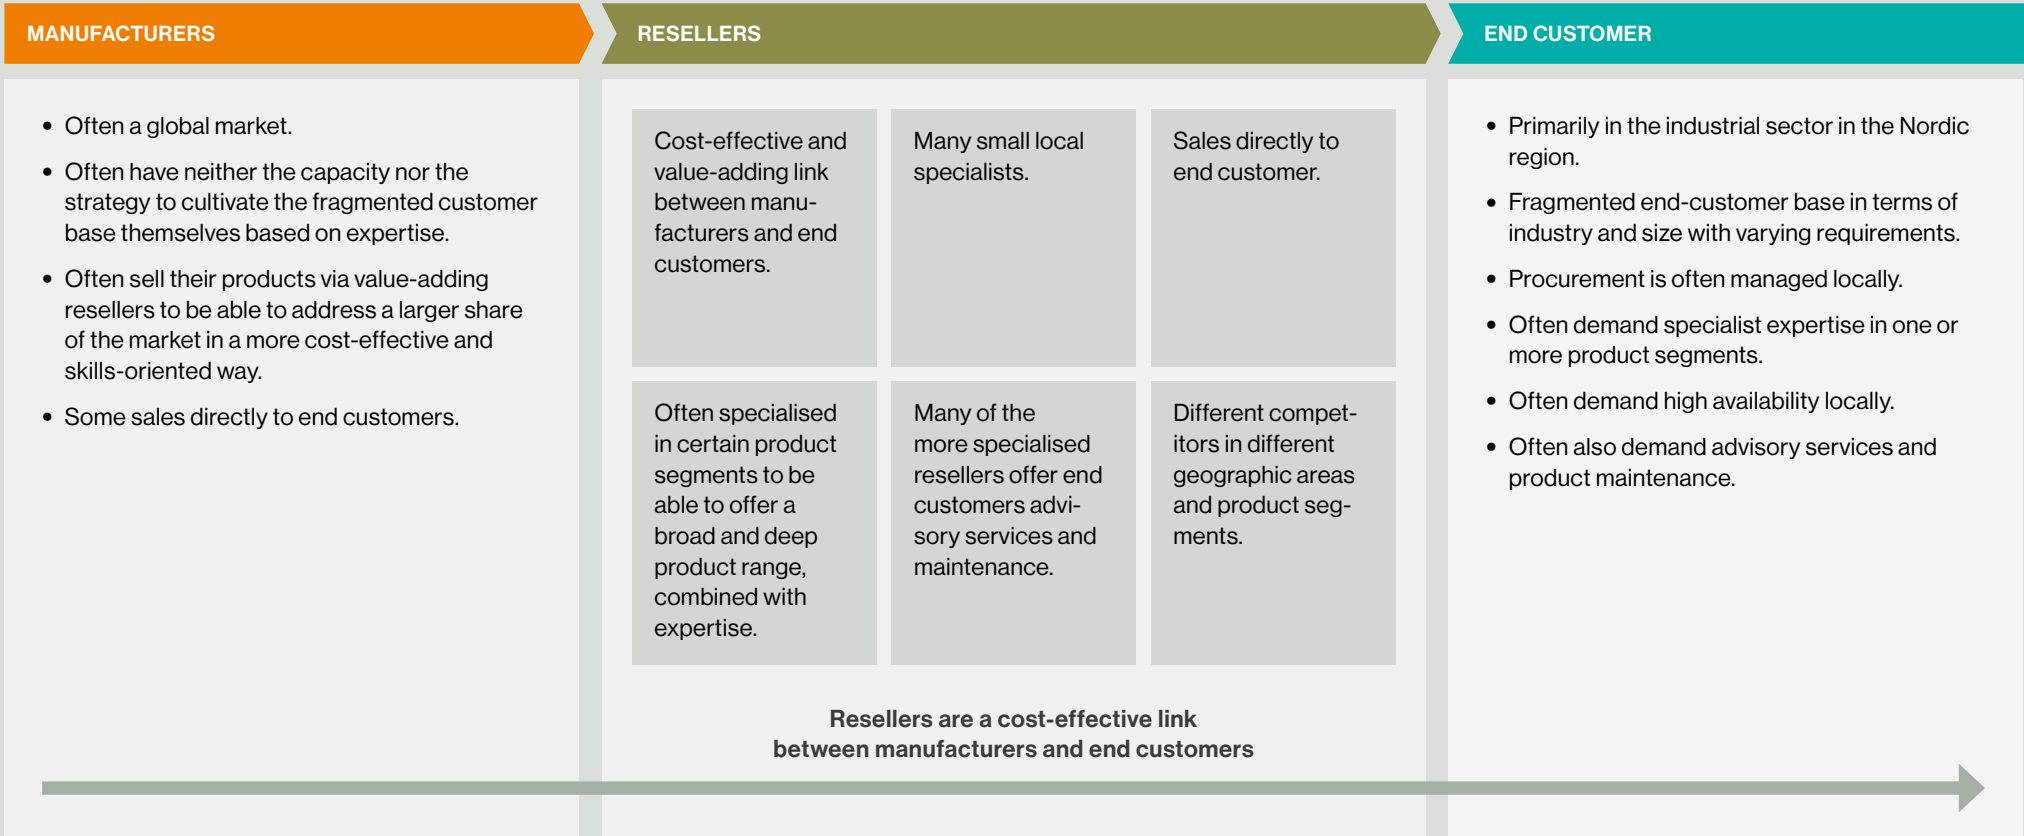 MANUFACTURERS
• Often a global market.
• Often have neither the capacity nor the
strategy to cultivate the fragmented customer
base themselves based on expertise.
• Often sell their products via value-adding
resellers to be able to address a larger share
of the market in a more cost-effective and
skills-oriented way.
• Some sales directly to end customers.
RESELLERS
Cost-effective and
value-adding link
between manu-
facturers and end
customers.
Many small local
specialists.
Sales directly to
end customer.
Often specialised
in certain product
segments to be
able to offer a
broad and deep
product range,
combined with
expertise.
Many of the
more specialised
resellers offer end
customers advi-
sory services and
maintenance.
Different compet-
itors in different
geographic areas
and product seg-
ments.
Resellers are a cost-effective link
between manufacturers and end customers
END CUSTOMER
• Primarily in the industrial sector in the Nordic
region.
• Fragmented end-customer base in terms of
industry and size with varying requirements.
• Procurement is often managed locally.
• Often demand specialist expertise in one or
more product segments.
• Often demand high availability locally.
• Often also demand advisory services and
product maintenance.